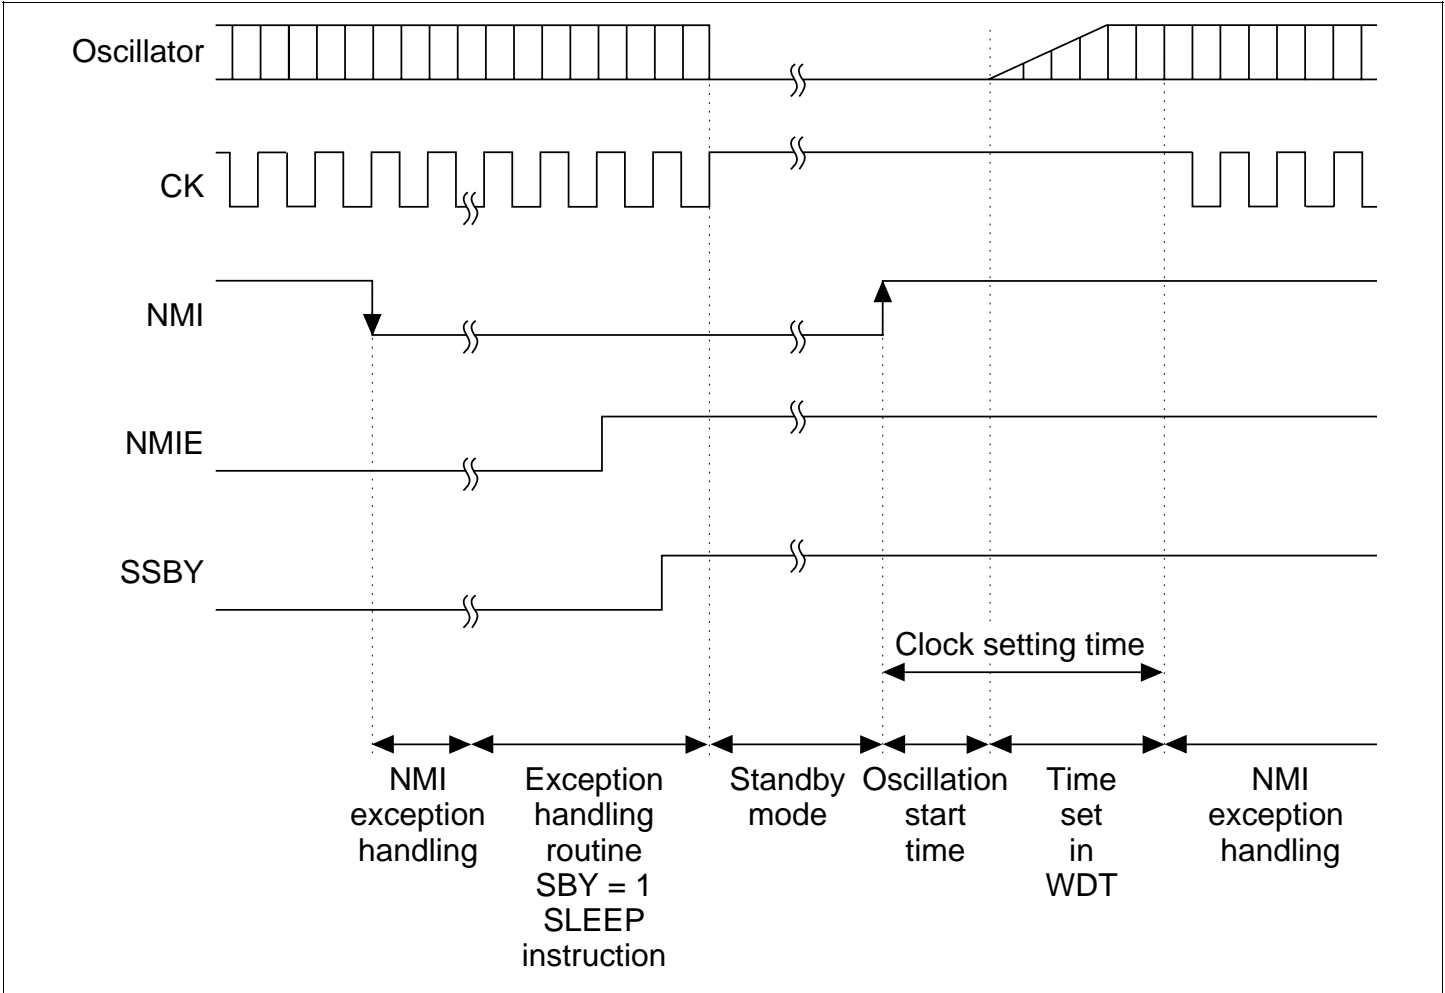 Oscillator
CK
NMI
NMIE
SSBY
Clock setting time
NMI
exception
handling
Exception
handling
routine
SBY = 1
SLEEP
instruction
Standby
mode
Oscillation
start
time
Time
set
in
WDT
NMI
exception
handling